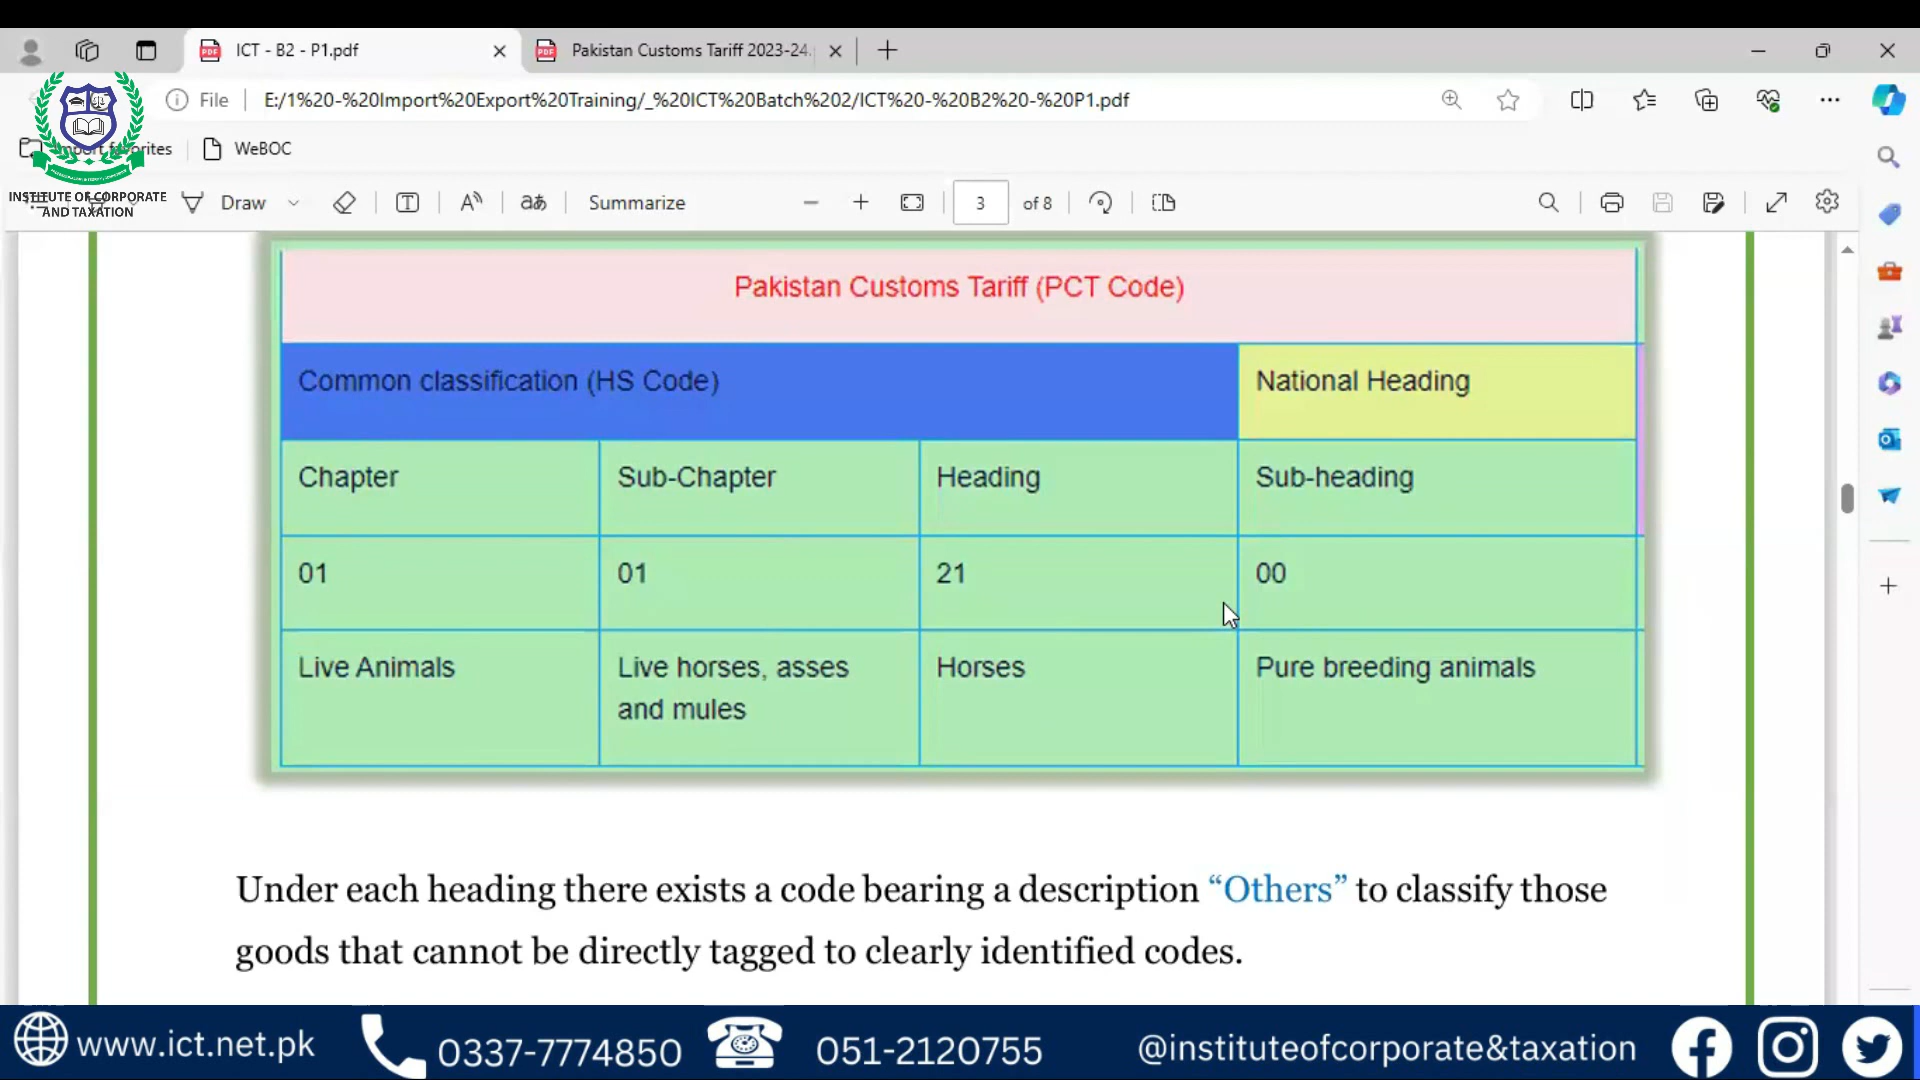 ICT - B2 - P1.pdf
Pakistan Customs Tariff 2023-24.
File
E:/1%20-%20Import%20Export%20Training/_%20ICT%20Batch%202/ICT%20-%20B2%20-%20P1.pdf
Import favorites
WeBOC
INSTITUTE OF CORPORATE
AND TAXATION
Draw
Summarize
3 of 8
Pakistan Customs Tariff (PCT Code)
Common classification (HS Code)
National Heading
Chapter
Sub-Chapter
Heading
Sub-heading
01
01
21
00
Live Animals
Live horses, asses
and mules
Horses
Pure breeding animals
Under each heading there exists a code bearing a description “Others” to classify those
goods that cannot be directly tagged to clearly identified codes.
www.ict.net.pk
0337-7774850
051-2120755
@instituteofcorporate&taxation